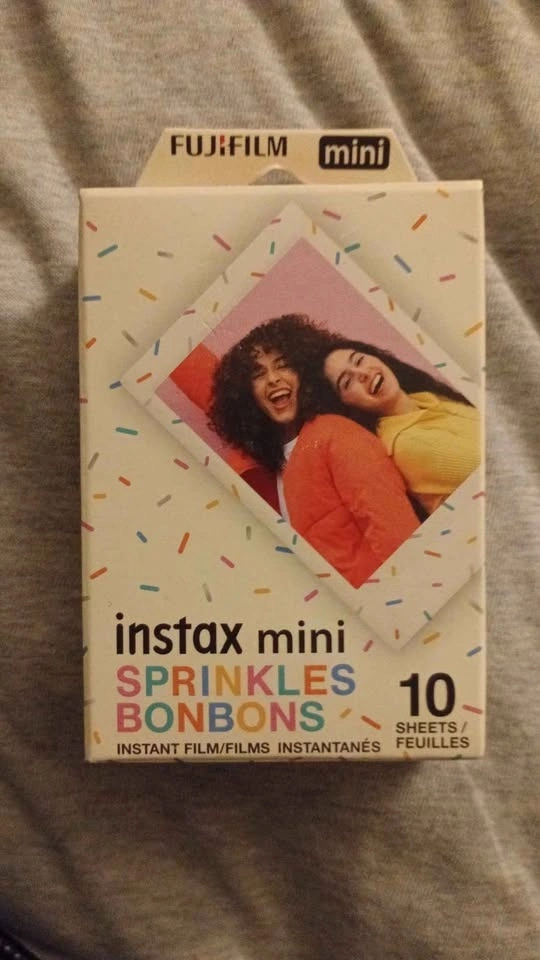 FUJIFILM mini
instax mini
SPRINKLES
BONBONS
10
SHEETS/
FEUILLES
INSTANT FILM/FILMS INSTANTANÉS